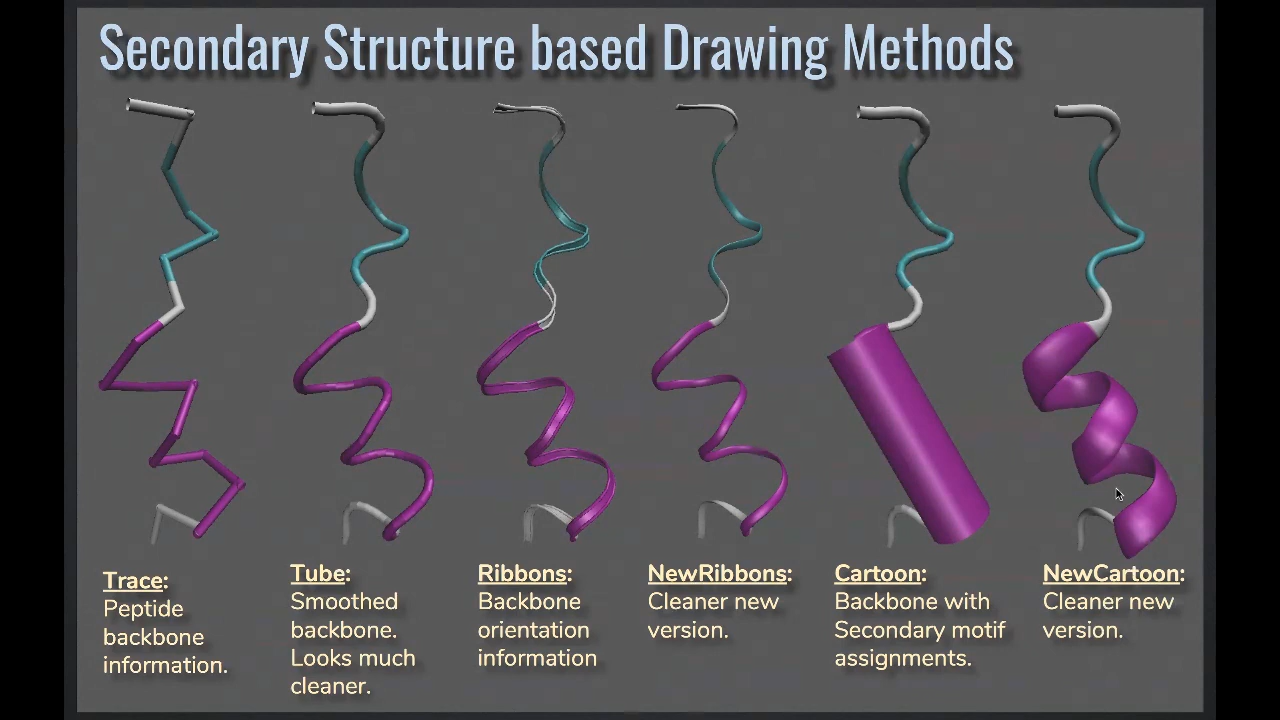 Secondary Structure based Drawing Methods
Trace:
Peptide
backbone
information.
Tube:
Smoothed
backbone.
Looks much
cleaner.
Ribbons:
Backbone
orientation
information
NewRibbons:
Cleaner new
version.
Cartoon:
Backbone with
Secondary motif
assignments.
NewCartoon:
Cleaner new
version.